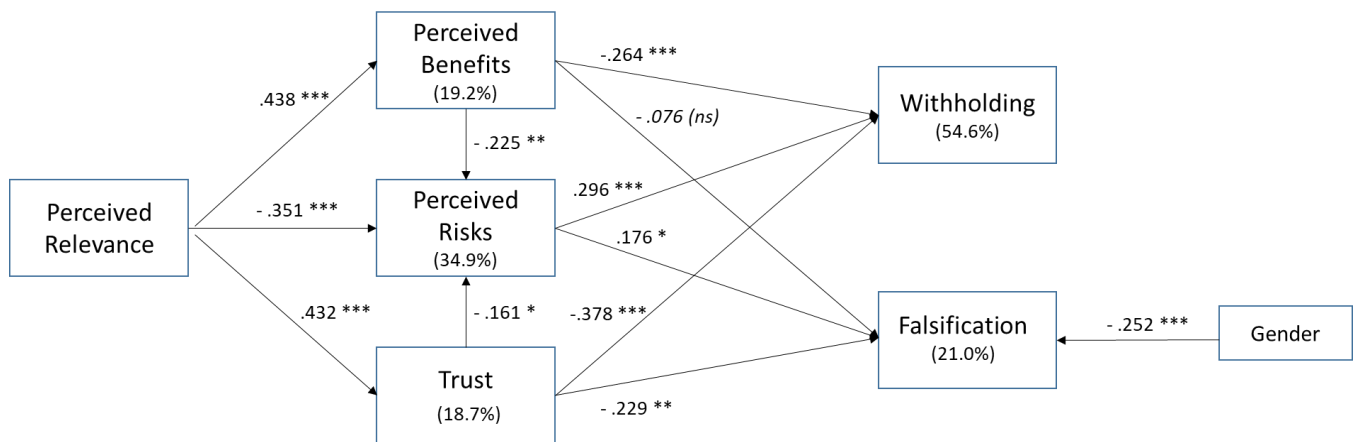 Perceived
Benefits
(19.2%)
-.264 ***
Withholding
(54.6%)
.438 ***
- .076 (ns)
- .225 **
Perceived
Relevance
- .351 ***
Perceived
Risks
(34.9%)
.296 ***
.176 *
.432 ***
- .161 *
-.378 ***
Falsification
(21.0%)
- .252 ***
Gender
Trust
(18.7%)
- .229 **